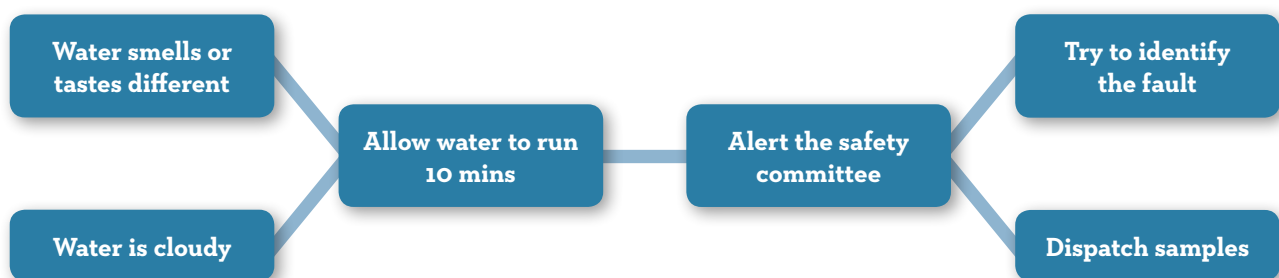 Water smells or
tastes different
Water is cloudy
Allow water to run
10 mins
Alert the safety
committee
Try to identify
the fault
Dispatch samples